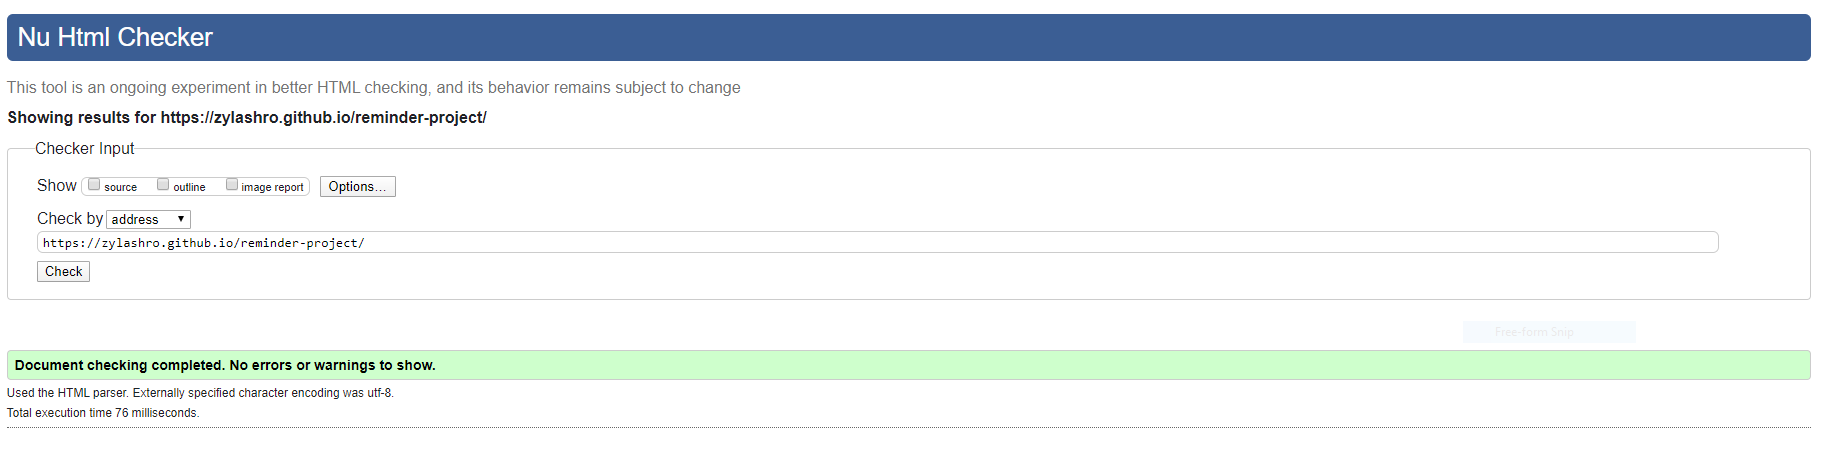 Nu Html Checker
This tool is an ongoing experiment in better HTML checking, and its behavior remains subject to change
Showing results for https://zylashro.github.io/reminder-project/
Checker Input
Show source outline image report Options...
Check by address
https://zylashro.github.io/reminder-project/
Check
Free-form Snip
Document checking completed. No errors or warnings to show.
Used the HTML parser. Externally specified character encoding was utf-8.
Total execution time 76 milliseconds.